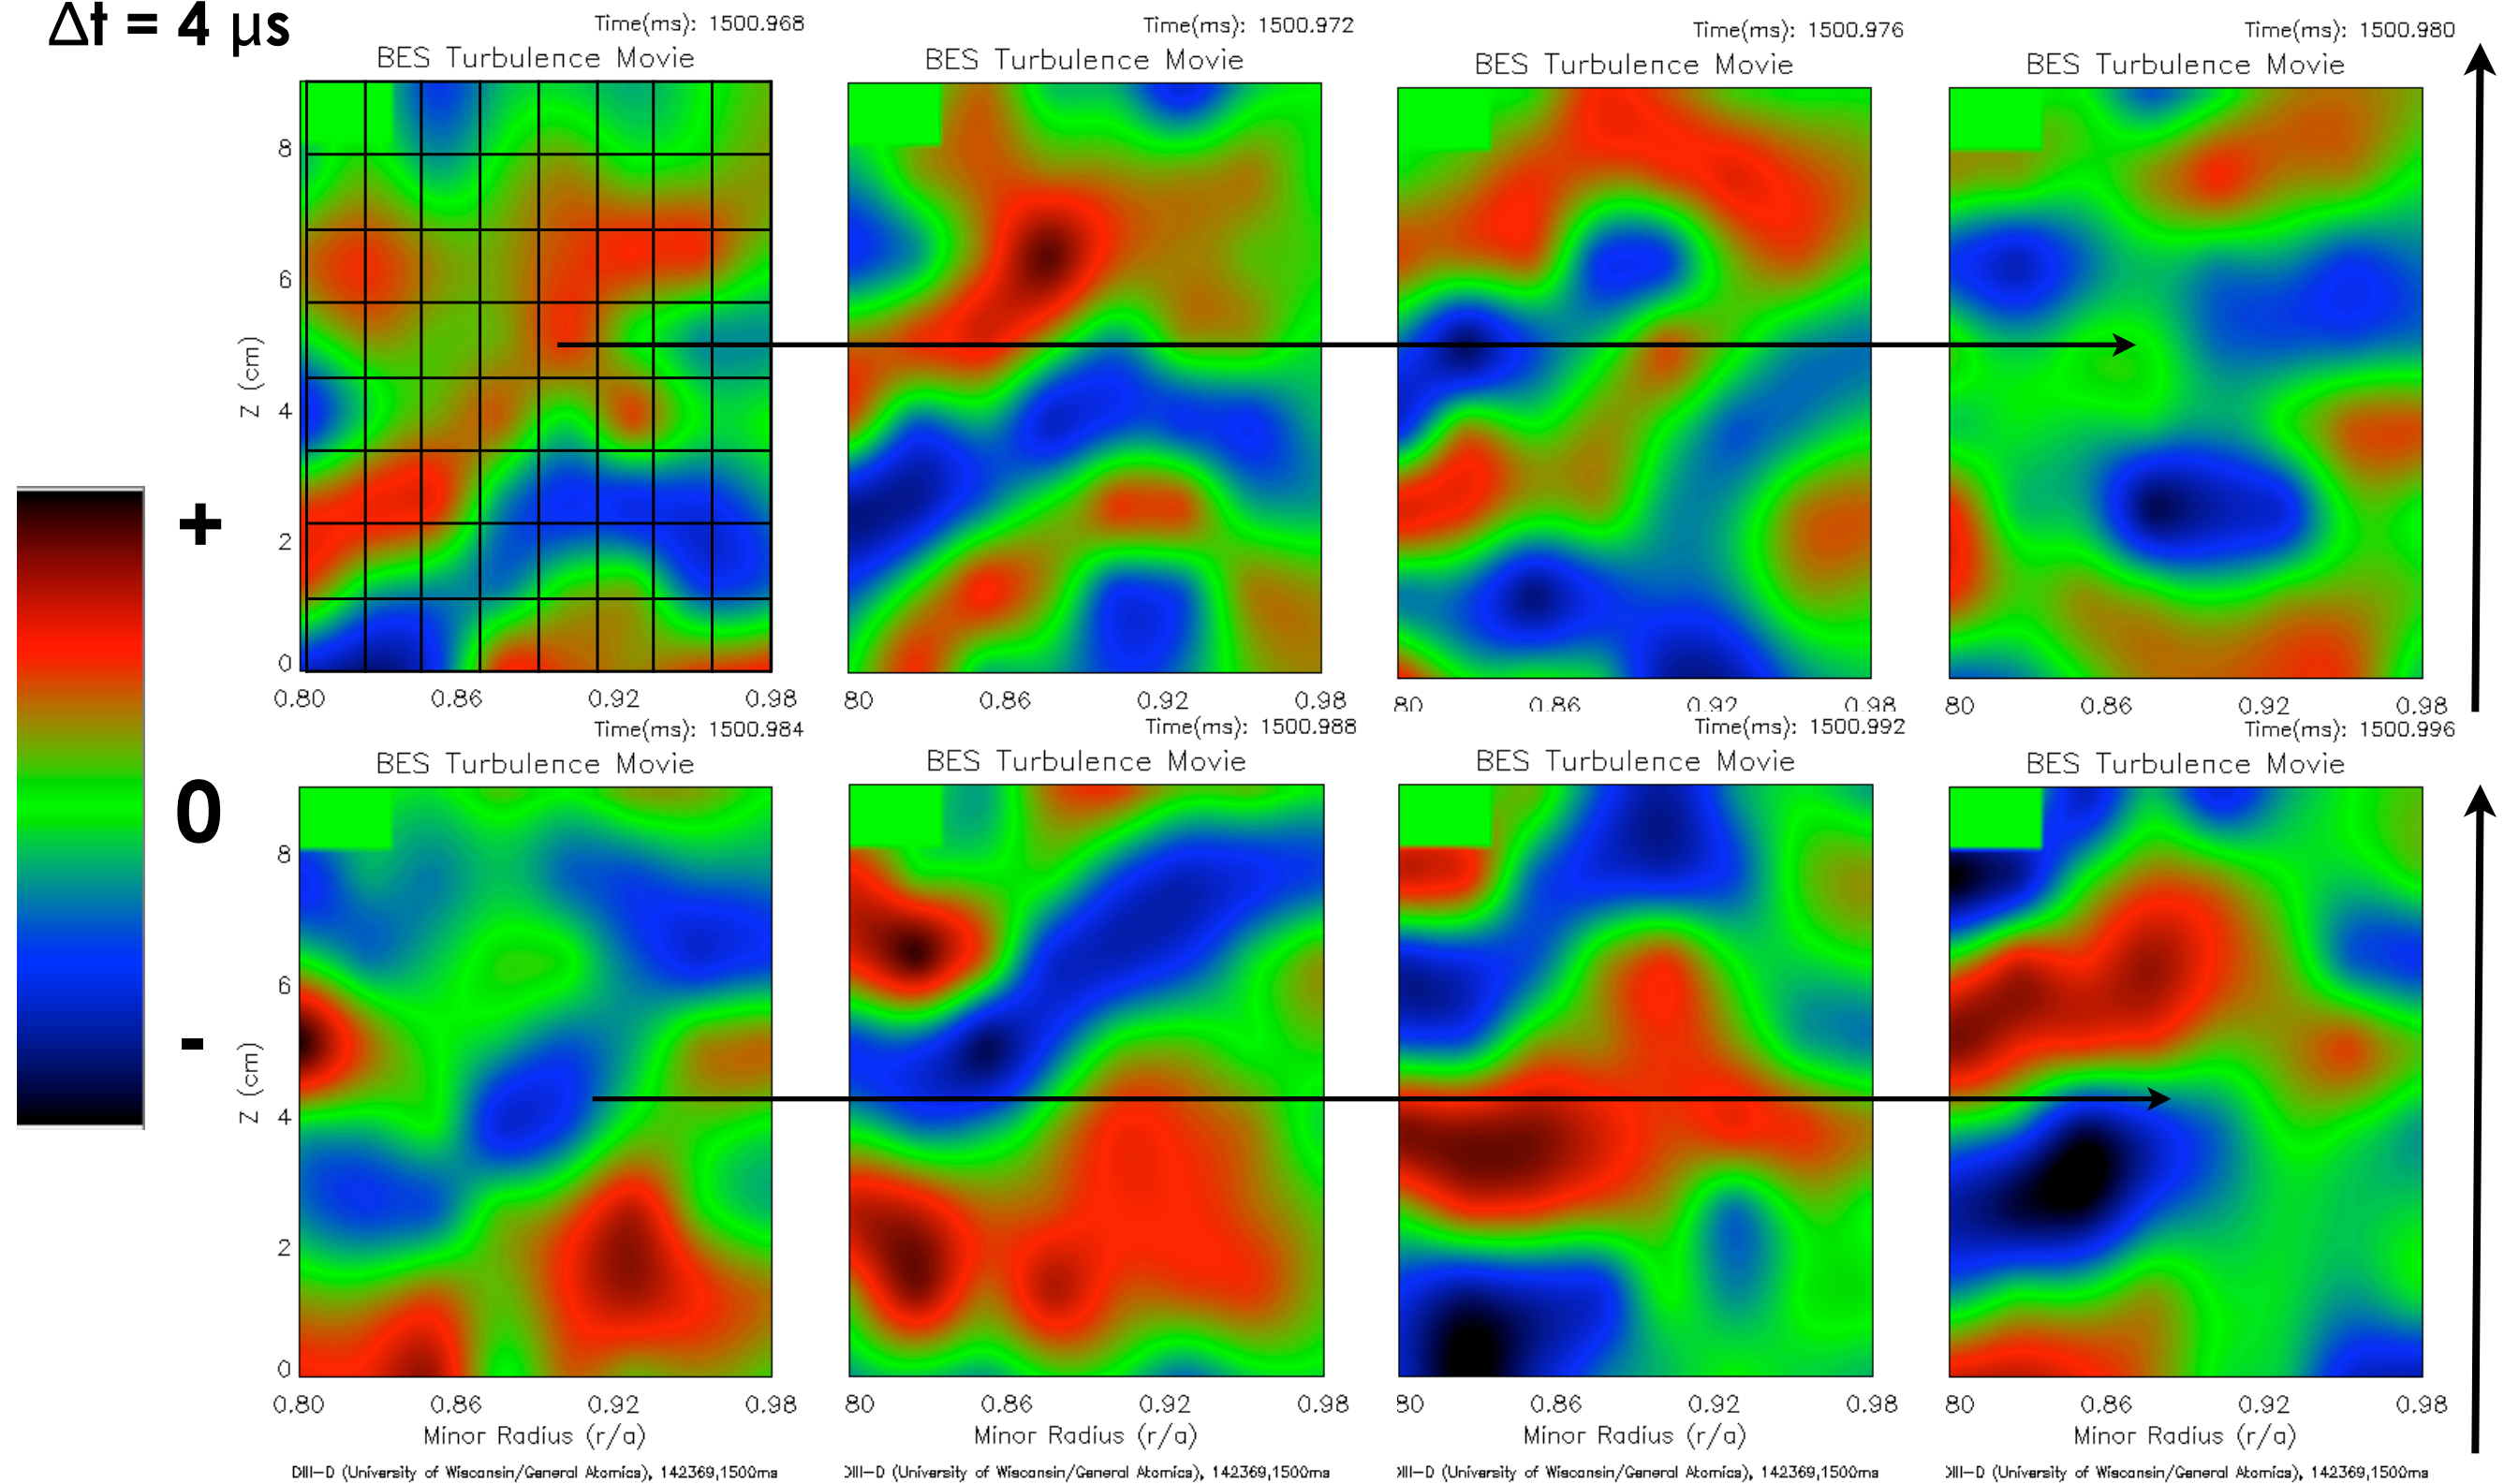 Δt = 4 μs
Time(ms): 1500.968
BES Turbulence Movie
Time(ms): 1500.972
BES Turbulence Movie
Time(ms): 1500.976
BES Turbulence Movie
Time(ms): 1500.980
BES Turbulence Movie
8
6
Z (cm)
4
2
0
0.80 0.86 0.92 0.98
80 0.86 0.92 0.98
80 0.86 0.92 0.98
80 0.86 0.92 0.98
+
0
-
Time(ms): 1500.984
BES Turbulence Movie
Time(ms): 1500.988
BES Turbulence Movie
Time(ms): 1500.992
BES Turbulence Movie
Time(ms): 1500.996
BES Turbulence Movie
8
6
Z (cm)
4
2
0
0.80 0.86 0.92 0.98
80 0.86 0.92 0.98
80 0.86 0.92 0.98
80 0.86 0.92 0.98
Minor Radius (r/a)
Minor Radius (r/a)
Minor Radius (r/a)
Minor Radius (r/a)
DIII-D (University of Wisconsin/General Atomics), 142369,1500ms
DIII-D (University of Wisconsin/General Atomics), 142369,1500ms
DIII-D (University of Wisconsin/General Atomics), 142369,1500ms
DIII-D (University of Wisconsin/General Atomics), 142369,1500ms